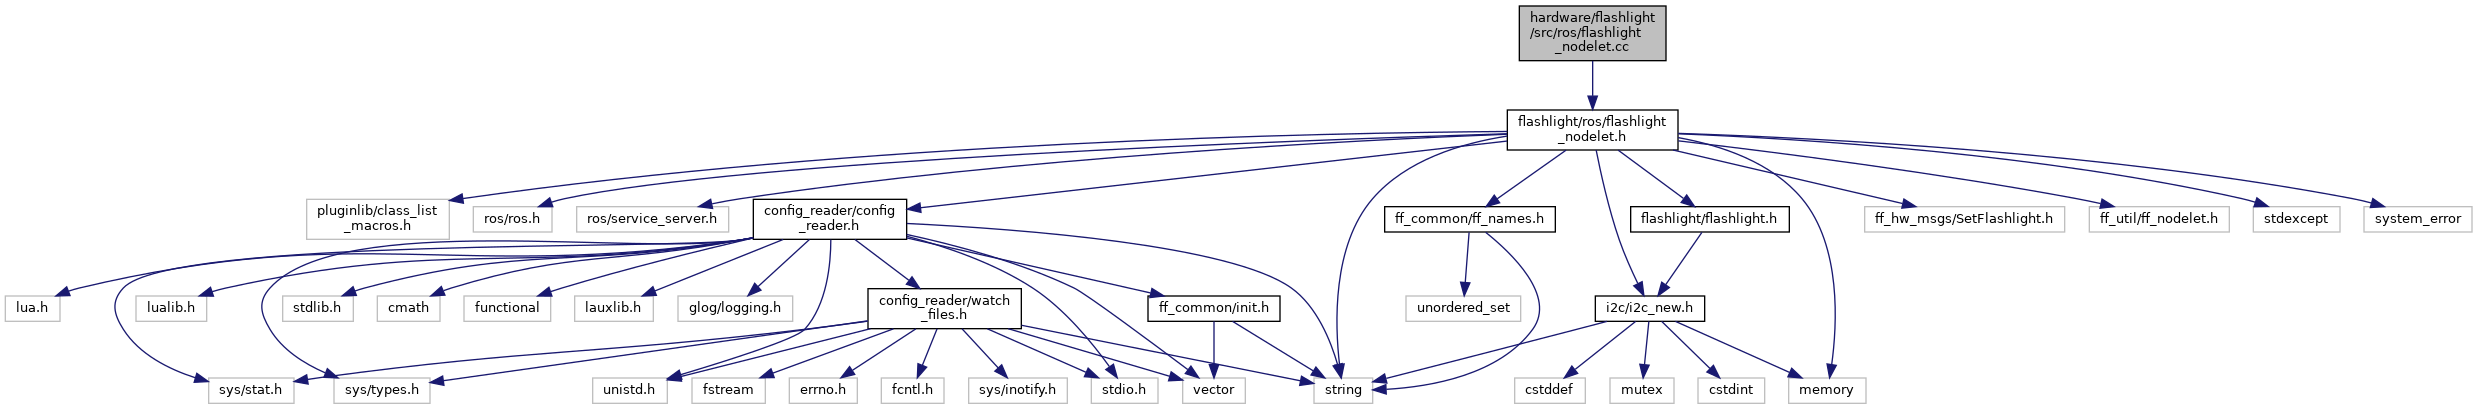 hardware/flashlight
/src/ros/flashlight
_nodelet.cc
flashlight/ros/flashlight
_nodelet.h
pluginlib/class_list
_macros.h
ros/ros.h
ros/service_server.h
config_reader/config
_reader.h
ff_common/ff_names.h
flashlight/flashlight.h
ff_hw_msgs/SetFlashlight.h
ff_util/ff_nodelet.h
stdexcept
system_error
lua.h
lualib.h
stdlib.h
cmath
functional
lauxlib.h
glog/logging.h
config_reader/watch
_files.h
ff_common/init.h
unordered_set
i2c/i2c_new.h
sys/stat.h
sys/types.h
unistd.h
fstream
errno.h
fcntl.h
sys/inotify.h
stdio.h
vector
string
cstddef
mutex
cstdint
memory